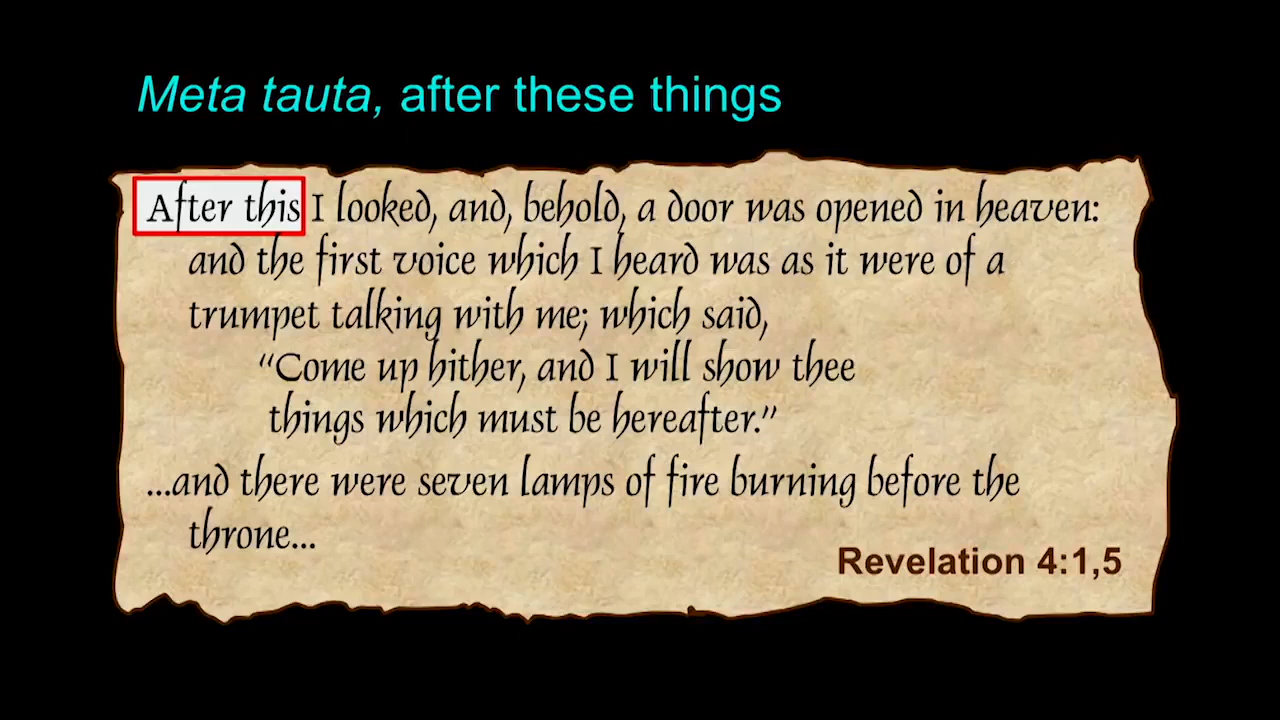 Meta tauta, after these things
After this I looked, and, behold, a door was opened in heaven:
and the first voice which I heard was as it were of a
trumpet talking with me; which said,
“Come up hither, and I will show thee
things which must be hereafter.”
...and there were seven lamps of fire burning before the
throne...
Revelation 4:1,5